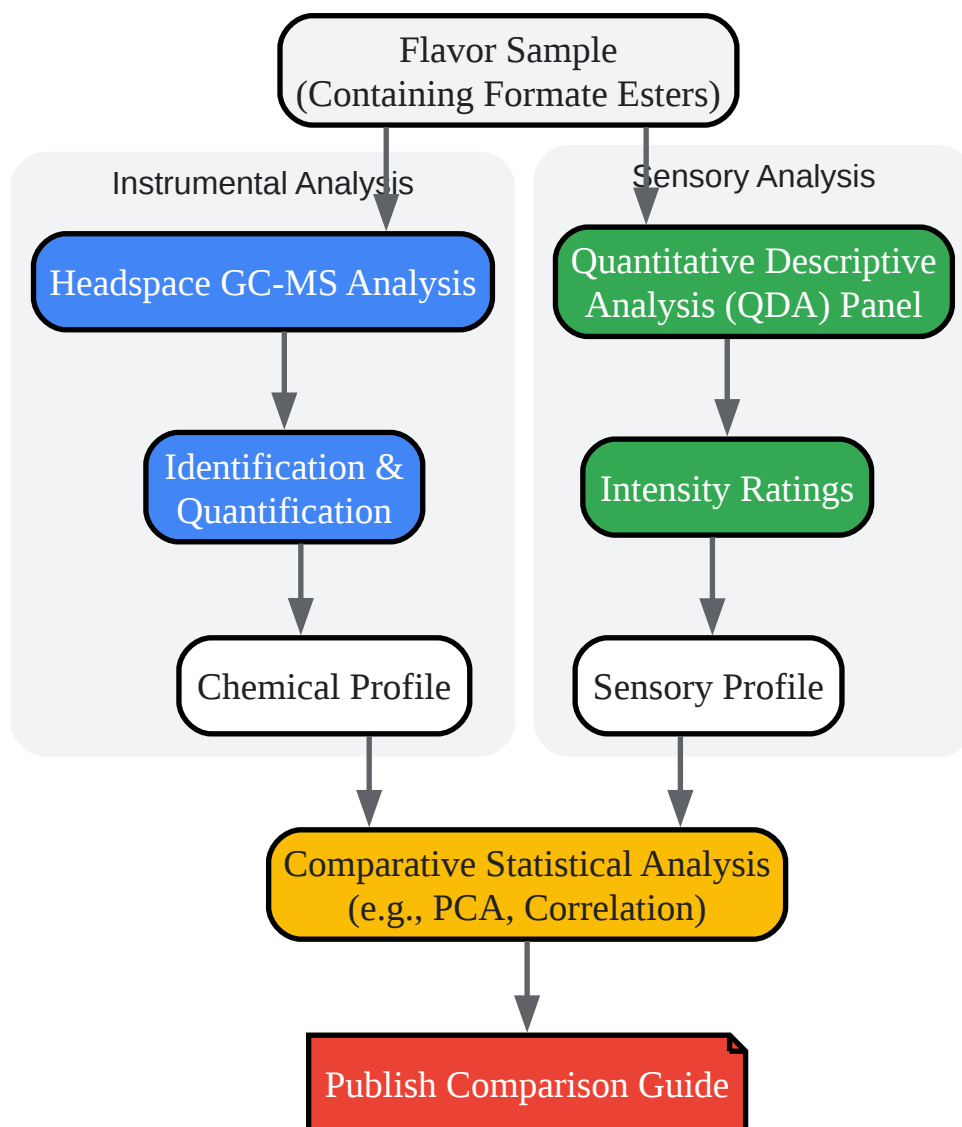 Flavor Sample
(Containing Formate Esters)
Instrumental Analysis
Headspace GC-MS Analysis
Identification &
Quantification
Chemical Profile
Sensory Analysis
Quantitative Descriptive
Analysis (QDA) Panel
Intensity Ratings
Sensory Profile
Comparative Statistical Analysis
(e.g., PCA, Correlation)
Publish Comparison Guide